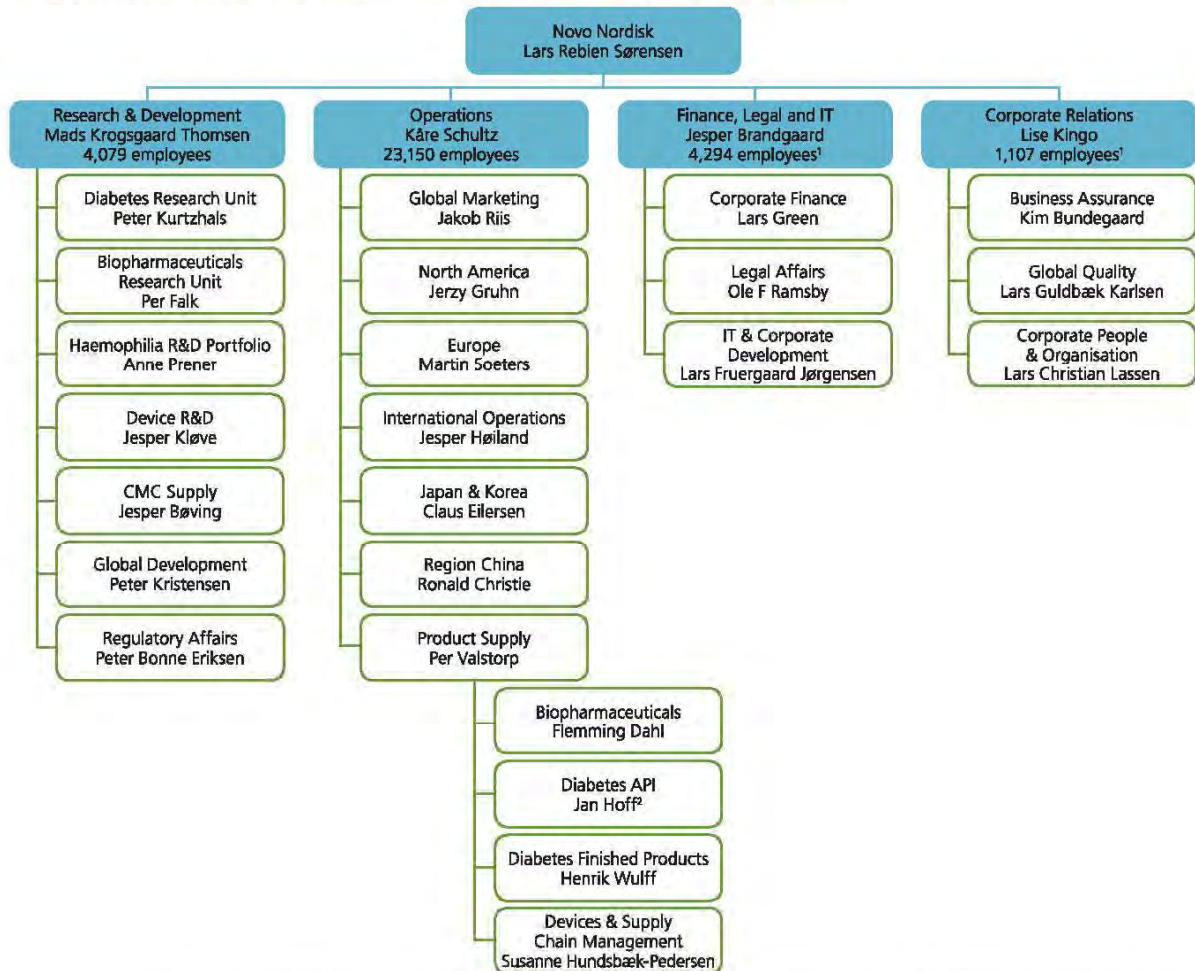 Novo Nordisk
Lars Rebien Sørensen
Research & Development
Mads Krogsgaard Thomsen
4,079 employees
Diabetes Research Unit
Peter Kurtzhals
Biopharmaceuticals
Research Unit
Per Falk
Haemophilia R&D Portfolio
Anne Prener
Device R&D
Jesper Kløve
CMC Supply
Jesper Bøving
Global Development
Peter Kristensen
Regulatory Affairs
Peter Bonne Eriksen
Operations
Kåre Schultz
23,150 employees
Global Marketing
Jakob Riis
North America
Jerzy Gruhn
Europe
Martin Soeters
International Operations
Jesper Høiland
Japan & Korea
Claus Eilersen
Region China
Ronald Christie
Product Supply
Per Valstorp
Biopharmaceuticals
Flemming Dahl
Diabetes API
Jan Hoff²
Diabetes Finished Products
Henrik Wulff
Devices & Supply
Chain Management
Susanne Hundsbæk-Pedersen
Finance, Legal and IT
Jesper Brandgaard
4,294 employees¹
Corporate Finance
Lars Green
Legal Affairs
Ole F Ramsby
IT & Corporate
Development
Lars Fruergaard Jørgensen
Corporate Relations
Lise Kingo
1,107 employees¹
Business Assurance
Kim Bundegaard
Global Quality
Lars Guldbæk Karlsen
Corporate People
& Organisation
Lars Christian Lassen